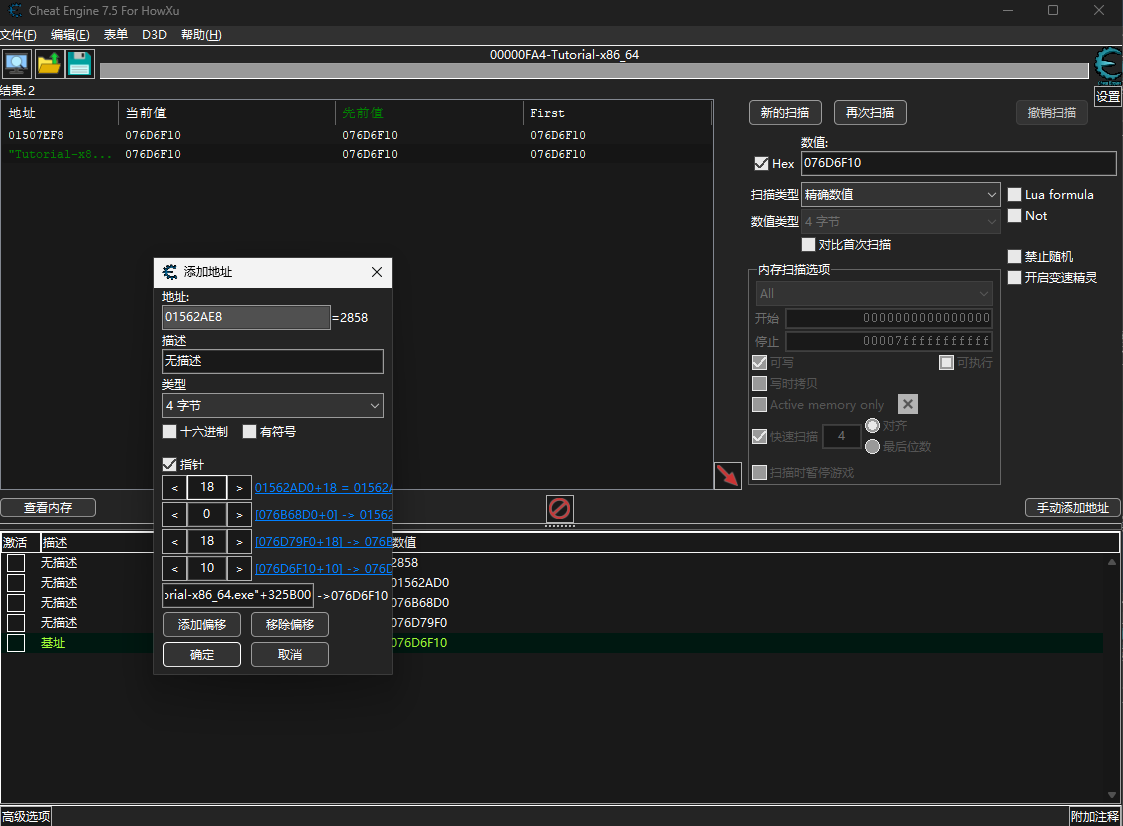 Cheat Engine 7.5 For HowXu
文件(F) 编辑(E) 表单 D3D 帮助(H)
00000FA4-Tutorial-x86_64
结果: 2
设置
地址 当前值 先前值 First
01507EF8 076D6F10 076D6F10 076D6F10
"Tutorial-x8... 076D6F10 076D6F10 076D6F10
新的扫描 再次扫描 撤销扫描
数值:
Hex 076D6F10
扫描类型 精确数值
Lua formula
数值类型 4 字节
Not
对比首次扫描
禁止随机
开启变速精灵
内存扫描选项
All
开始 0000000000000000
停止 00007fffffffffff
可写 可执行
写时拷贝
Active memory only
快速扫描 4 对齐
最后位数
扫描时暂停游戏
查看内存
手动添加地址
添加地址
地址:
01562AE8 =2858
描述
无描述
类型
4 字节
十六进制 有符号
指针
< 18 > 01562AD0+18 = 01562A
< 0 > [076B68D0+0] -> 01562
< 18 > [076D79F0+18] -> 076B
< 10 > [076D6F10+10] -> 076D
orial-x86_64.exe"+325B00 ->076D6F10
添加偏移 移除偏移
确定 取消
激活 描述 数值
无描述 2858
无描述 01562AD0
无描述 076B68D0
无描述 076D79F0
基址 076D6F10
高级选项 附加注释